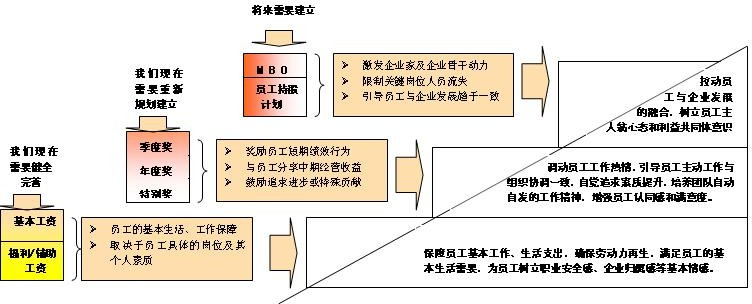 将来需要建立
MBO
员工持股
计划
➢ 激发企业家及企业骨干动力
➢ 限制关键岗位人员流失
➢ 引导员工与企业发展趋于一致
拉动员
工与企业发展
的融合，树立员工主
人翁心态和利益共同体意识
我们现在
需要重新
规划建立
季度奖
年度奖
特别奖
➢ 奖励员工短期绩效行为
➢ 与员工分享中期经营收益
➢ 鼓励追求进步或特殊贡献
调动员工工作热情，引导员工主动工作与
组织协调一致，自觉追求素质提升，培养团队自动
自发的工作精神，增强员工认同感和满意度。
我们现在
需要健全
完善
基本工资
福利/辅助
工资
➢ 员工的基本生活、工作保障
➢ 取决于员工具体的岗位及其
个人素质
保障员工基本工作、生活支出，确保劳动力再生，满足员工的基
本生活需要，为员工树立职业安全感、企业归属感等基本情感。